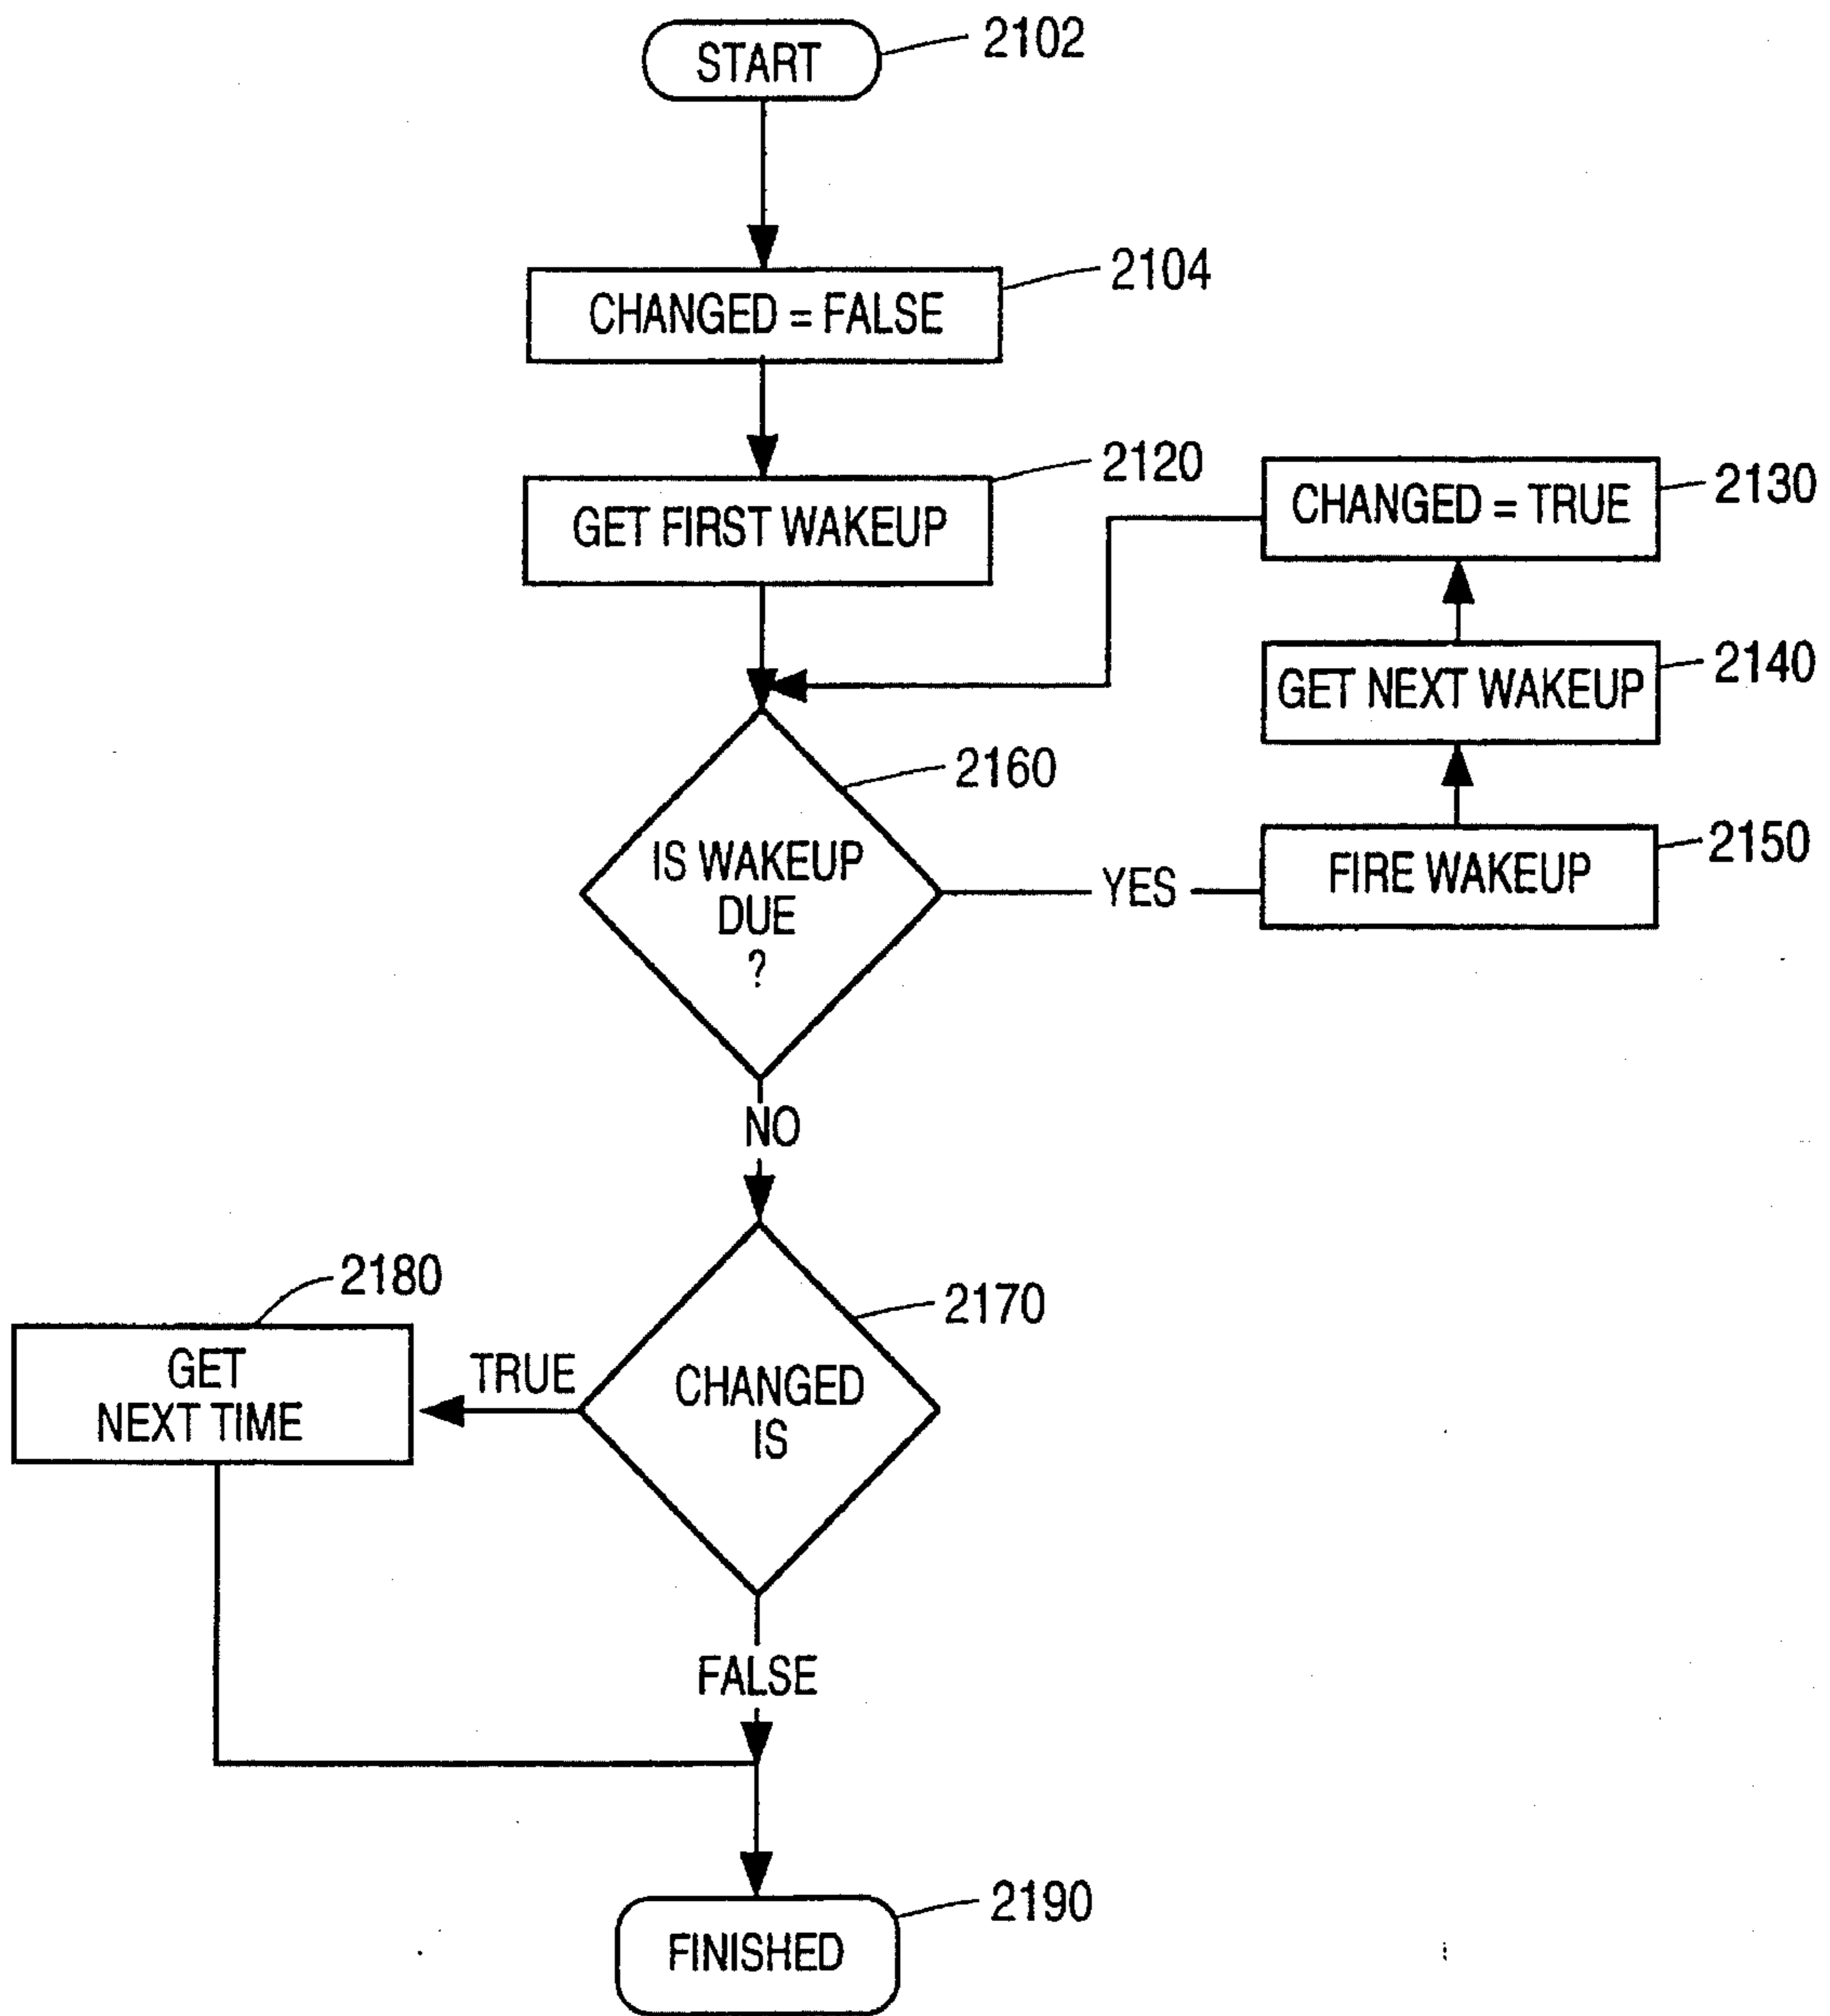 START
2102
CHANGED = FALSE
2104
GET FIRST WAKEUP
2120
CHANGED = TRUE
2130
GET NEXT WAKEUP
2140
FIRE WAKEUP
2150
IS WAKEUP
DUE
?
2160
YES
NO
CHANGED
IS
2170
TRUE
GET
NEXT TIME
2180
FALSE
FINISHED
2190